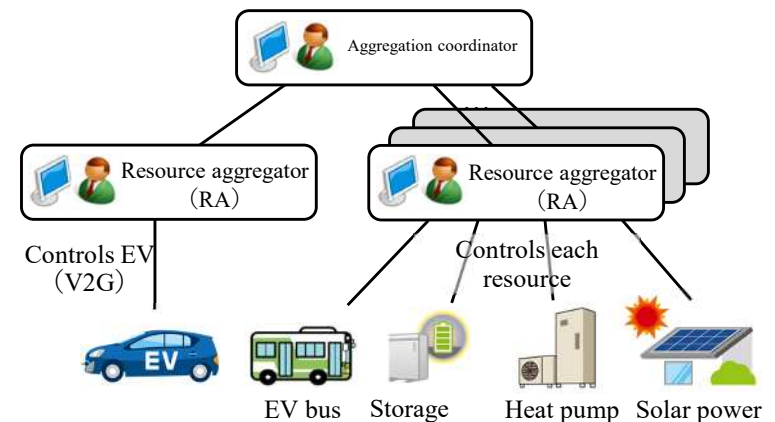 Aggregation coordinator
...
Resource aggregator
（RA）
Resource aggregator
（RA）
Controls EV
（V2G）
Controls each
resource
EV
EV bus
Storage
Heat pump
Solar power